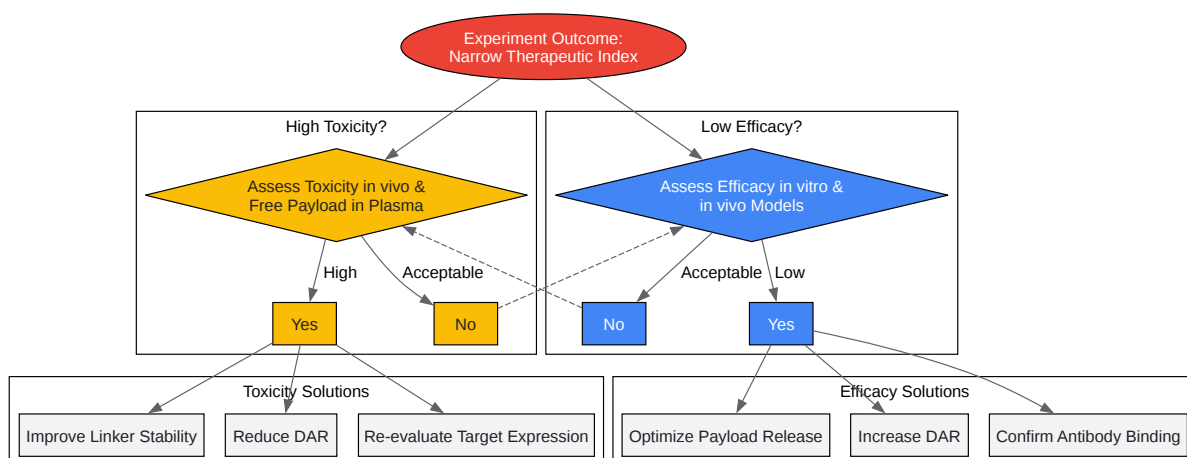 Experiment Outcome:
Narrow Therapeutic Index
High Toxicity?
Low Efficacy?
Assess Toxicity in vivo &
Free Payload in Plasma
Assess Efficacy in vitro &
in vivo Models
High
Acceptable
Acceptable
Low
Yes
No
No
Yes
Toxicity Solutions
Efficacy Solutions
Improve Linker Stability
Reduce DAR
Re-evaluate Target Expression
Optimize Payload Release
Increase DAR
Confirm Antibody Binding